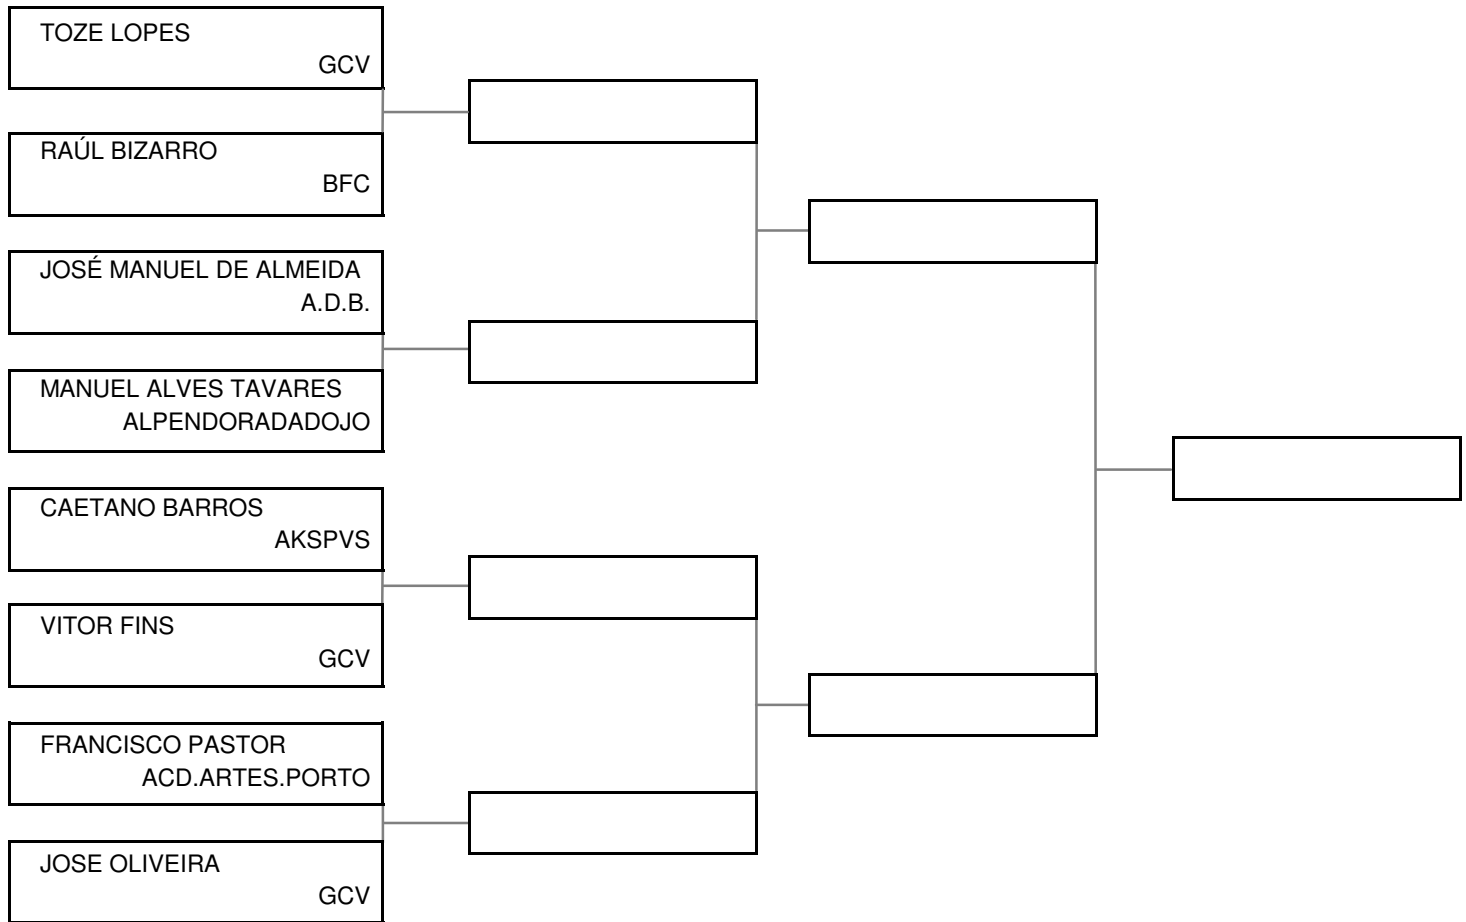 TOZE LOPES
GCV
RAÚL BIZARRO
BFC
JOSÉ MANUEL DE ALMEIDA
A.D.B.
MANUEL ALVES TAVARES
ALPENDORADADOJO
CAETANO BARROS
AKSPVS
VITOR FINS
GCV
FRANCISCO PASTOR
ACD.ARTES.PORTO
JOSE OLIVEIRA
GCV